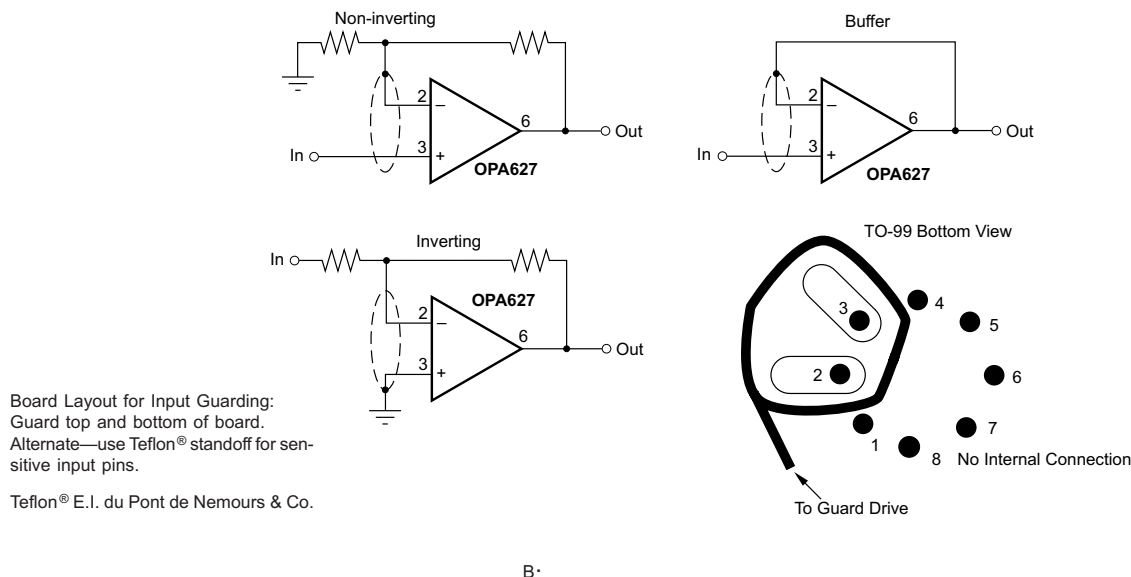 Non-inverting
2
–
3
+
6
In
Out
OPA627
Buffer
2
–
3
+
6
In
Out
OPA627
Inverting
In
2
–
3
+
6
Out
OPA627
TO-99 Bottom View
3
4
5
2
6
1
7
8 No Internal Connection
To Guard Drive
Board Layout for Input Guarding:
Guard top and bottom of board.
Alternate—use Teflon® standoff for sen-
sitive input pins.
Teflon® E.I. du Pont de Nemours & Co.